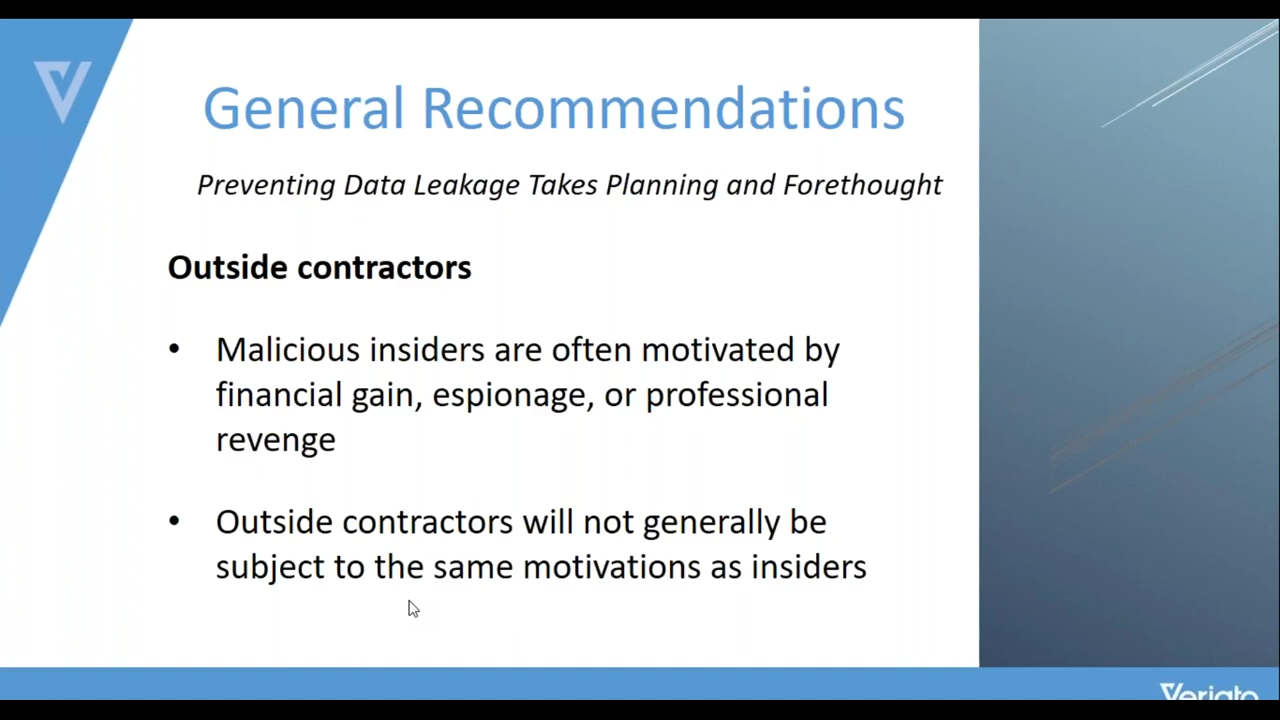 General Recommendations
Preventing Data Leakage Takes Planning and Forethought
Outside contractors
• Malicious insiders are often motivated by
financial gain, espionage, or professional
revenge
• Outside contractors will not generally be
subject to the same motivations as insiders
Veriato